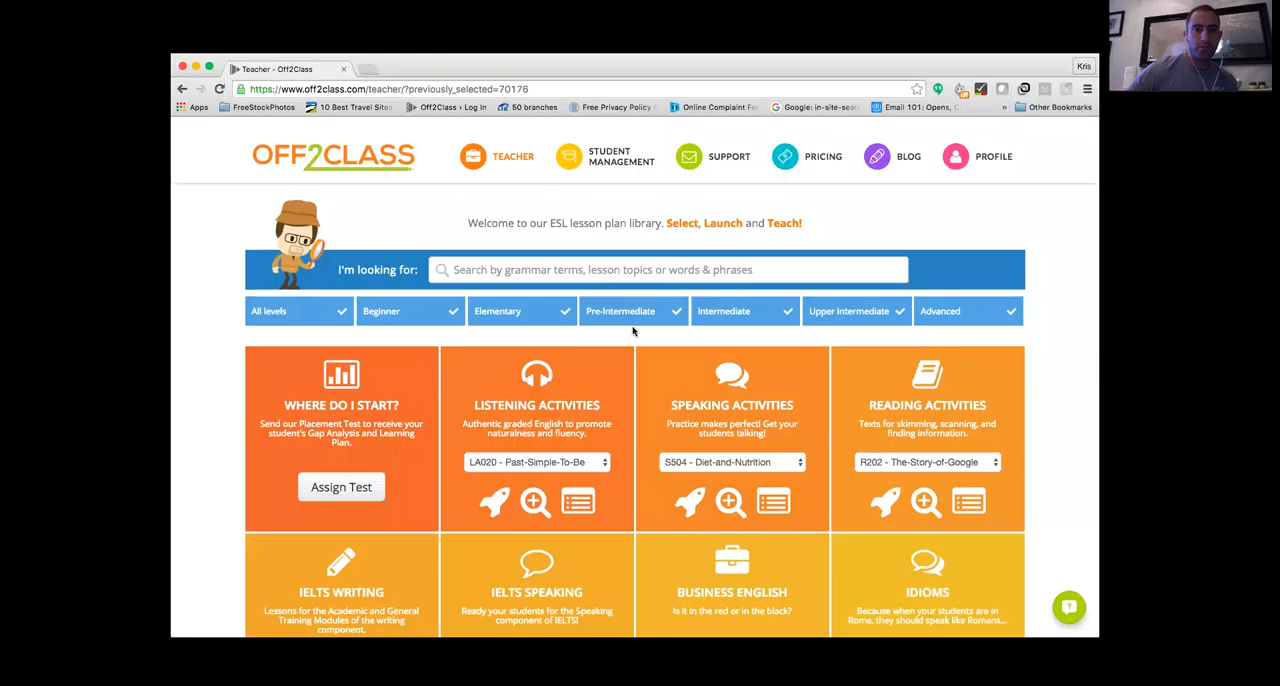 Teacher - Off2Class
Kris
https://www.off2class.com/teacher/?previously_selected=70176
Apps FreeStockPhotos 10 Best Travel Sites Off2Class › Log In 50 branches Free Privacy Policy Online Complaint For Google: in-site-sear Email 101: Opens, C » Other Bookmarks
OFF2CLASS
TEACHER
STUDENT
MANAGEMENT
SUPPORT
PRICING
BLOG
PROFILE
Welcome to our ESL lesson plan library. Select, Launch and Teach!
I'm looking for:
Search by grammar terms, lesson topics or words & phrases
All levels Beginner Elementary Pre-Intermediate Intermediate Upper Intermediate Advanced
WHERE DO I START?
Send our Placement Test to receive your
student's Gap Analysis and Learning
Plan.
Assign Test
LISTENING ACTIVITIES
Authentic graded English to promote
naturalness and fluency.
LA020 - Past-Simple-To-Be
SPEAKING ACTIVITIES
Practice makes perfect! Get your
students talking!
S504 - Diet-and-Nutrition
READING ACTIVITIES
Texts for skimming, scanning, and
finding information.
R202 - The-Story-of-Google
IELTS WRITING
Lessons for the Academic and General
Training Modules of the writing
component.
IELTS SPEAKING
Ready your students for the Speaking
component of IELTS!
BUSINESS ENGLISH
Is it in the red or in the black?
IDIOMS
Because when your students are in
Rome, they should speak like Romans...